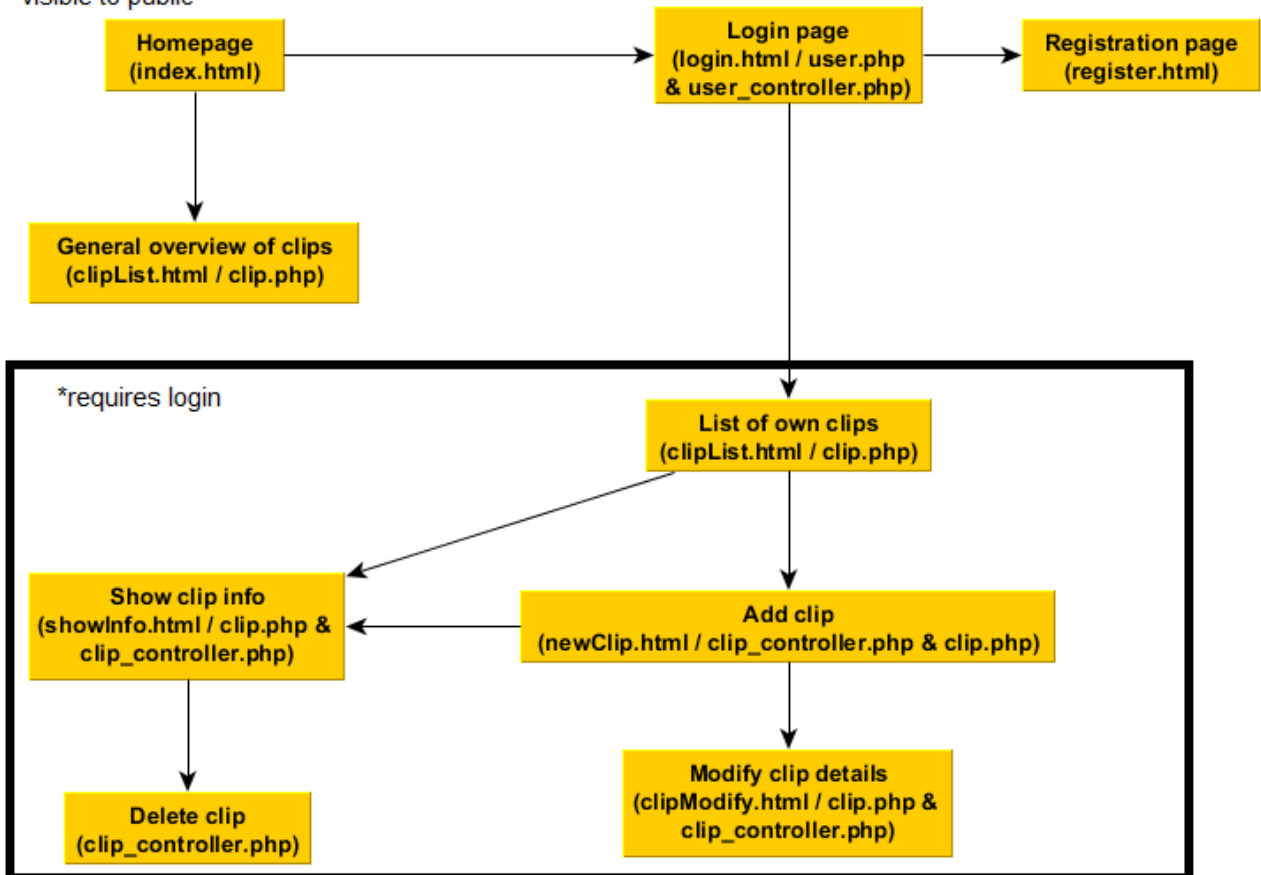 visible to public
Homepage
(index.html)
Login page
(login.html / user.php
& user_controller.php)
Registration page
(register.html)
General overview of clips
(clipList.html / clip.php)
*requires login
List of own clips
(clipList.html / clip.php)
Show clip info
(showInfo.html / clip.php &
clip_controller.php)
Add clip
(newClip.html / clip_controller.php & clip.php)
Modify clip details
(clipModify.html / clip.php &
clip_controller.php)
Delete clip
(clip_controller.php)